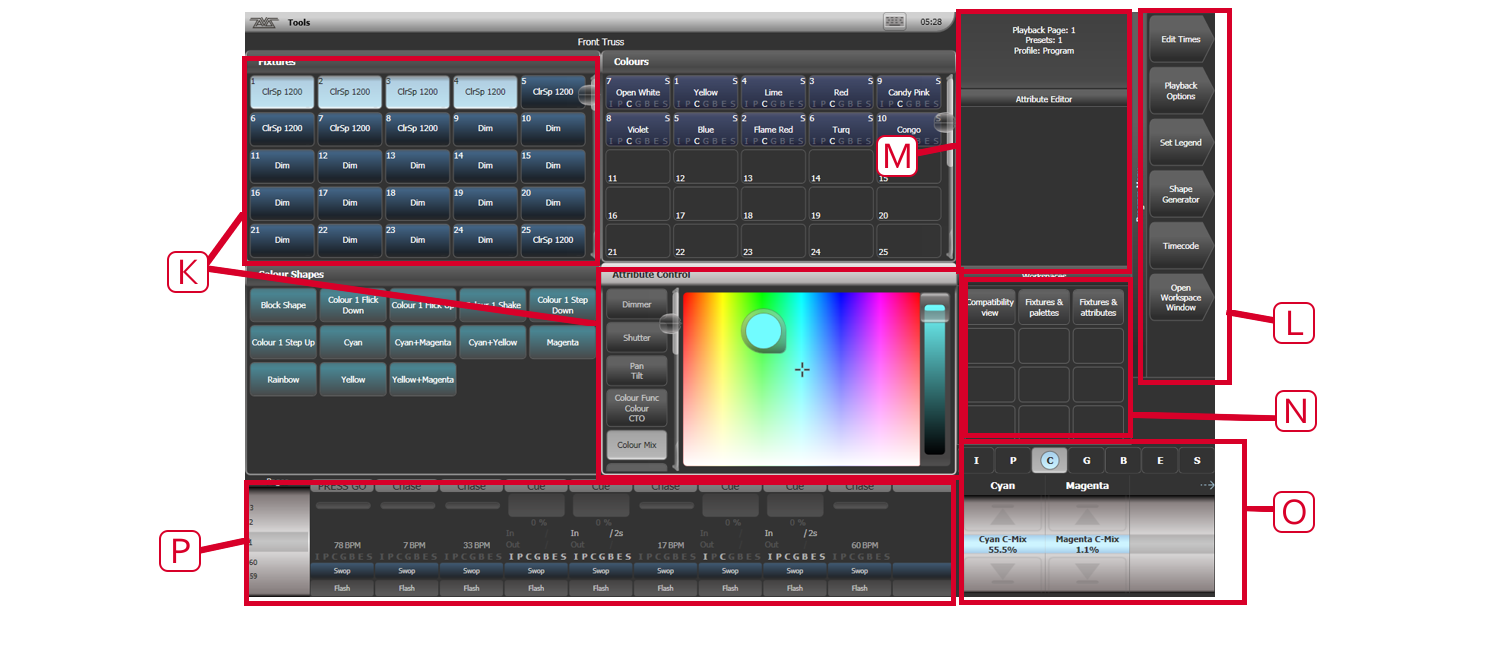 Tools
05:28
Front Truss
Fixtures
1 ClrSp 1200
2 ClrSp 1200
3 ClrSp 1200
4 ClrSp 1200
5 ClrSp 1200
6 ClrSp 1200
7 ClrSp 1200
8 ClrSp 1200
9 Dim
10 Dim
11 Dim
12 Dim
13 Dim
14 Dim
15 Dim
16 Dim
17 Dim
18 Dim
19 Dim
20 Dim
21 Dim
22 Dim
23 Dim
24 Dim
25 ClrSp 1200
Colours
7 S
Open White
I P C G B E S
1 S
Yellow
I P C G B E S
4 S
Lime
I P C G B E S
3 S
Red
I P C G B E S
9 S
Candy Pink
I P C G B E S
8 S
Violet
I P C G B E S
5 S
Blue
I P C G B E S
2 S
Flame Red
I P C G B E S
6 S
Turq
I P C G B E S
10 S
Congo
I P C G B E S
11
12
13
14
15
16
17
18
19
20
21
22
23
24
25
Playback Page: 1
Presets: 1
Profile: Program
Attribute Editor
Edit Times
Playback
Options
Set Legend
Shape
Generator
Timecode
Open
Workspace
Window
K
M
L
N
O
P
Colour Shapes
Block Shape
Colour 1 Flick
Down
Colour 1 Flick Up
Colour 1 Shake
Colour 1 Step
Down
Colour 1 Step Up
Cyan
Cyan+Magenta
Cyan+Yellow
Magenta
Rainbow
Yellow
Yellow+Magenta
Attribute Control
Dimmer
Shutter
Pan
Tilt
Colour Func
Colour
CTO
Colour Mix
Workspaces
Compatibility
view
Fixtures &
palettes
Fixtures &
attributes
I P C G B E S
Cyan
Magenta
Cyan C-Mix
55.5%
Magenta C-Mix
1.1%
3
2
1
60
59
PRESS GO
Chase
Chase
Cue
Cue
Chase
Cue
Cue
Chase
0 %
0 %
0 %
0 %
In
In /2s
In
In /2s
Out
Out
Out
Out
78 BPM
7 BPM
33 BPM
17 BPM
60 BPM
I P C G B E S
I P C G B E S
I P C G B E S
I P C G B E S
I P C G B E S
I P C G B E S
I P C G B E S
I P C G B E S
I P C G B E S
Swop
Swop
Swop
Swop
Swop
Swop
Swop
Swop
Swop
Flash
Flash
Flash
Flash
Flash
Flash
Flash
Flash
Flash